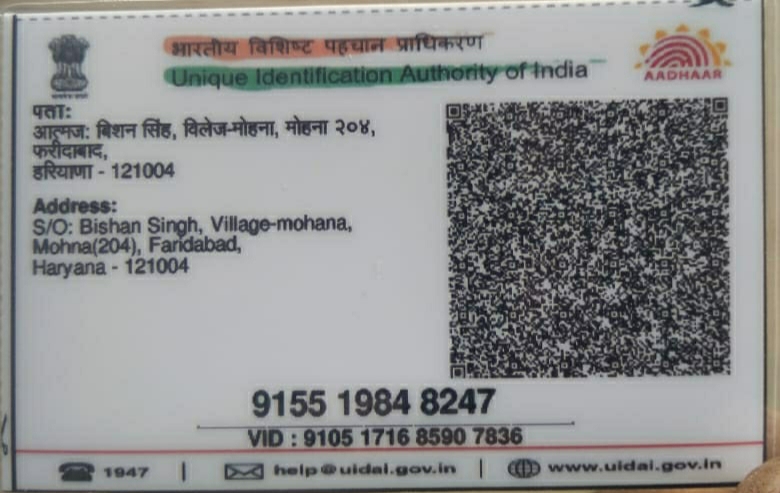 भारतीय विशिष्ट पहचान प्राधिकरण
Unique Identification Authority of India
AADHAAR
पता:
आत्मज: बिशन सिंह, विलेज-मोहना, मोहना २०४,
फरीदाबाद,
हरियाणा - 121004
Address:
S/O: Bishan Singh, Village-mohana,
Mohna(204), Faridabad,
Haryana - 121004
9155 1984 8247
VID : 9105 1716 8590 7836
1947 | help@uidai.gov.in | www.uidai.gov.in